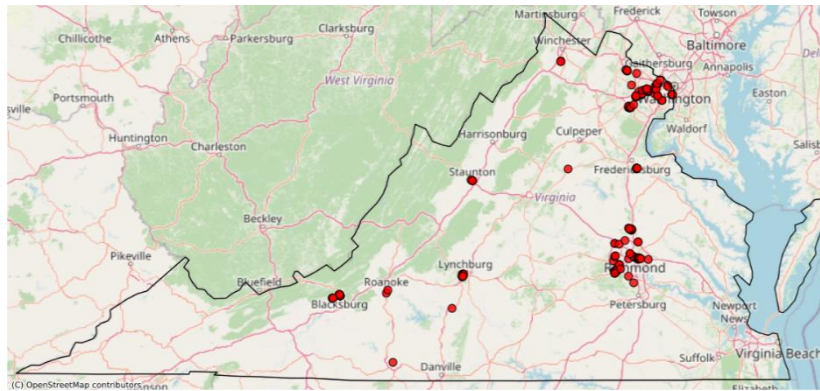 Martinsburg
Frederick
Towson
Chillicothe
Athens
Parkersburg
Clarksburg
Winchester
Baltimore
Gaithersburg
Annapolis
West Virginia
Washington
Easton
Portsmouth
Huntington
Harrisonburg
Culpeper
Waldorf
Charleston
Staunton
Fredericksburg
Virginia
Beckley
Pikeville
Bluefield
Roanoke
Lynchburg
Richmond
Blacksburg
Petersburg
Newport
News
Danville
Suffolk
Virginia Beach
(C) OpenStreetMap contributors